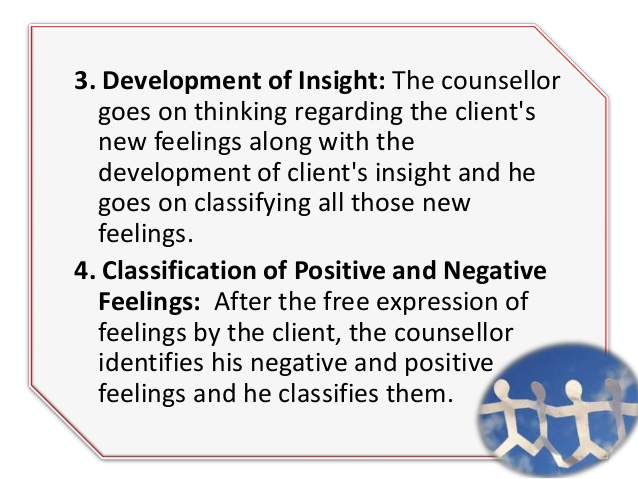 3. Development of Insight: The counsellor
goes on thinking regarding the client's
new feelings along with the
development of client's insight and he
goes on classifying all those new
feelings.
4. Classification of Positive and Negative
Feelings:  After the free expression of
feelings by the client, the counsellor
identifies his negative and positive
feelings and he classifies them.